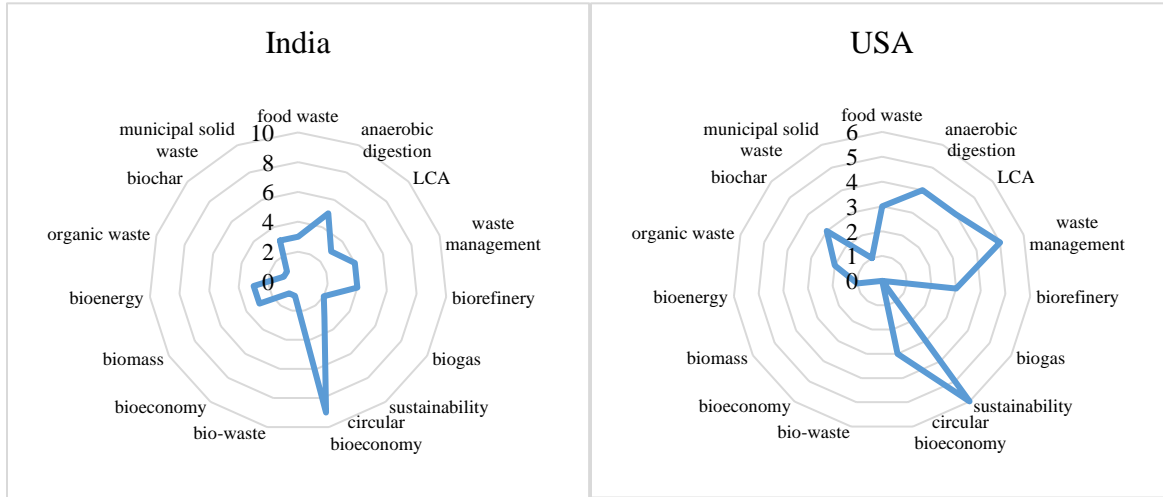 India
food waste
anaerobic
digestion
LCA
waste
management
biorefinery
biogas
sustainability
circular
bioeconomy
bio-waste
bioeconomy
biomass
bioenergy
organic waste
biochar
municipal solid
waste
10
8
6
4
2
0
USA
food waste
anaerobic
digestion
LCA
waste
management
biorefinery
biogas
sustainability
circular
bioeconomy
bio-waste
bioeconomy
biomass
bioenergy
organic waste
biochar
municipal solid
waste
6
5
4
3
2
1
0